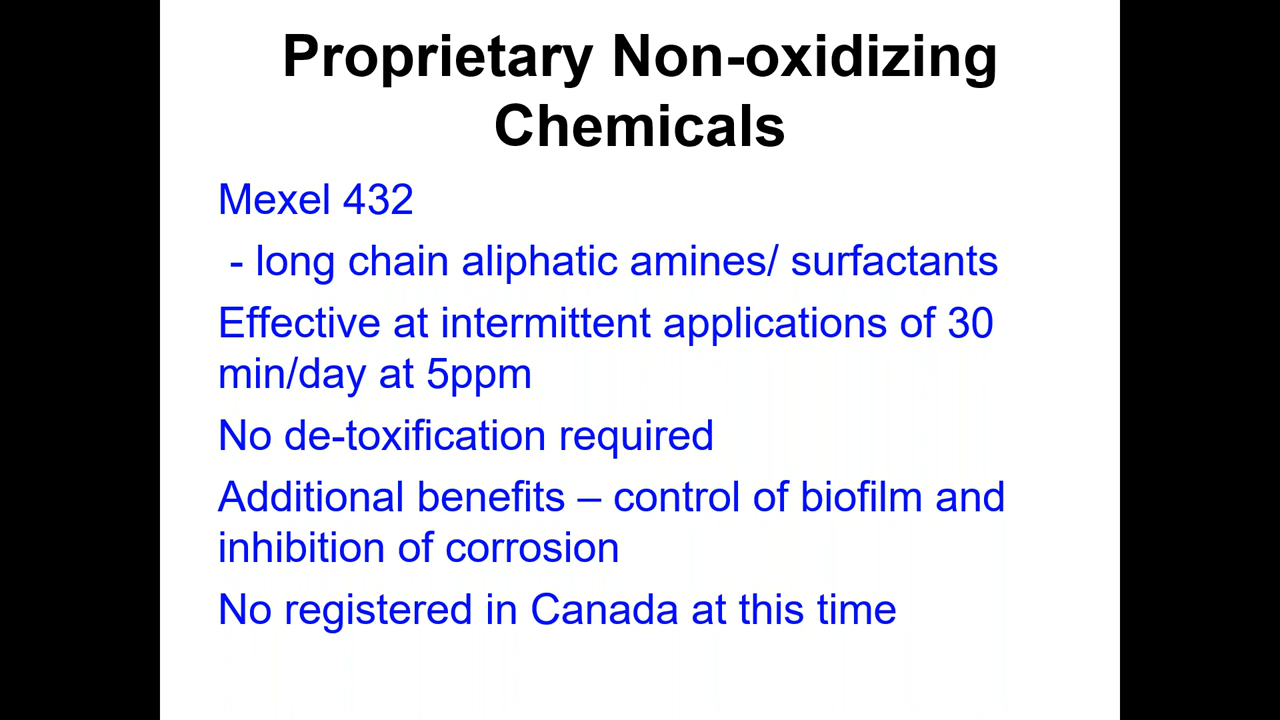 Proprietary Non-oxidizing
Chemicals
Mexel 432
- long chain aliphatic amines/ surfactants
Effective at intermittent applications of 30
min/day at 5ppm
No de-toxification required
Additional benefits – control of biofilm and
inhibition of corrosion
No registered in Canada at this time